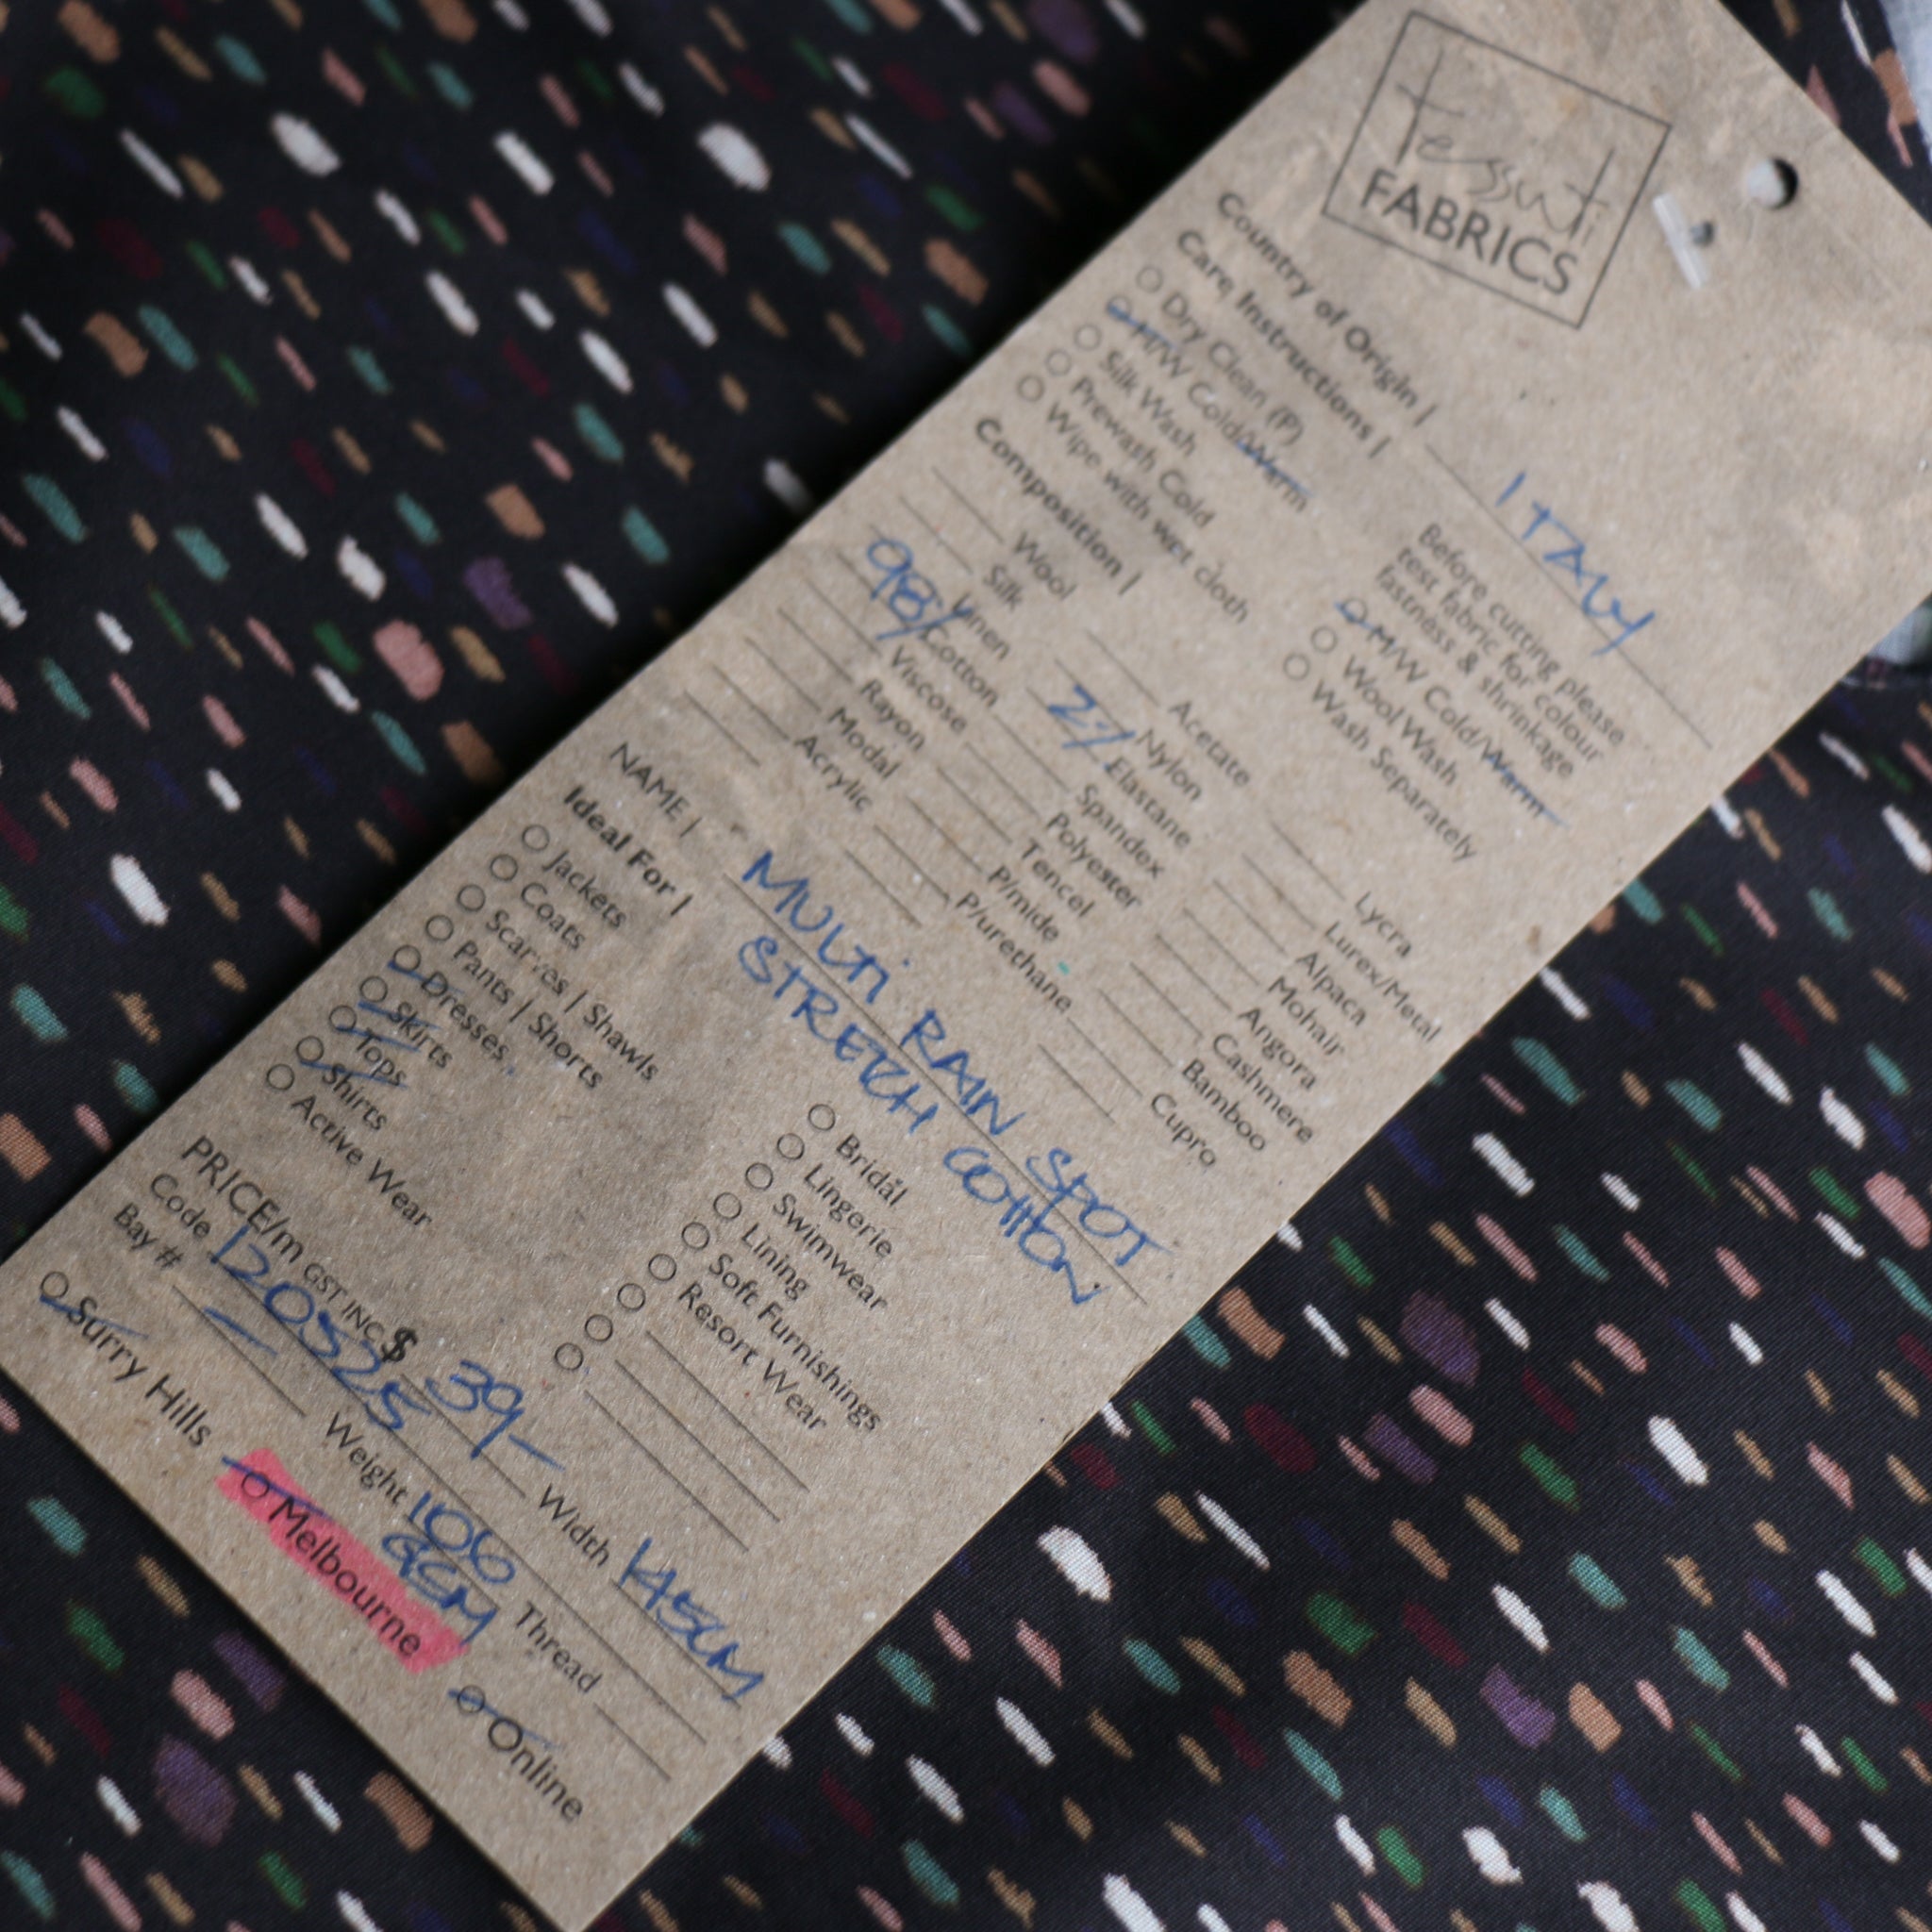 Tessuti
FABRICS
Country of Origin | ITALY
Care Instructions |
Dry Clean (P)
M/W Cold/Warm
Silk Wash
Prewash Cold
Wipe with wet cloth
Before cutting please
test fabric for colour
fastness & shrinkage
M/W Cold/Warm
Wool Wash
Wash Separately
Composition |
Wool
Silk
Linen
98% Cotton
Viscose
Rayon
Modal
Acrylic
Acetate
Nylon
2% Elastane
Spandex
Polyester
Tencel
P/mide
P/urethane
Lycra
Lurex/Metal
Alpaca
Mohair
Angora
Cashmere
Bamboo
Cupro
NAME | MULTI RAIN SPOT
STRETCH COTTON
Ideal For |
Jackets
Coats
Scarves | Shawls
Pants | Shorts
Dresses
Skirts
Tops
Shirts
Active Wear
Bridal
Lingerie
Swimwear
Lining
Soft Furnishings
Resort Wear
PRICE/m GST INC $ 39- Width 145CM
Code 1205325 Weight 100 GSM Thread
Bay # —
Surry Hills Melbourne Online